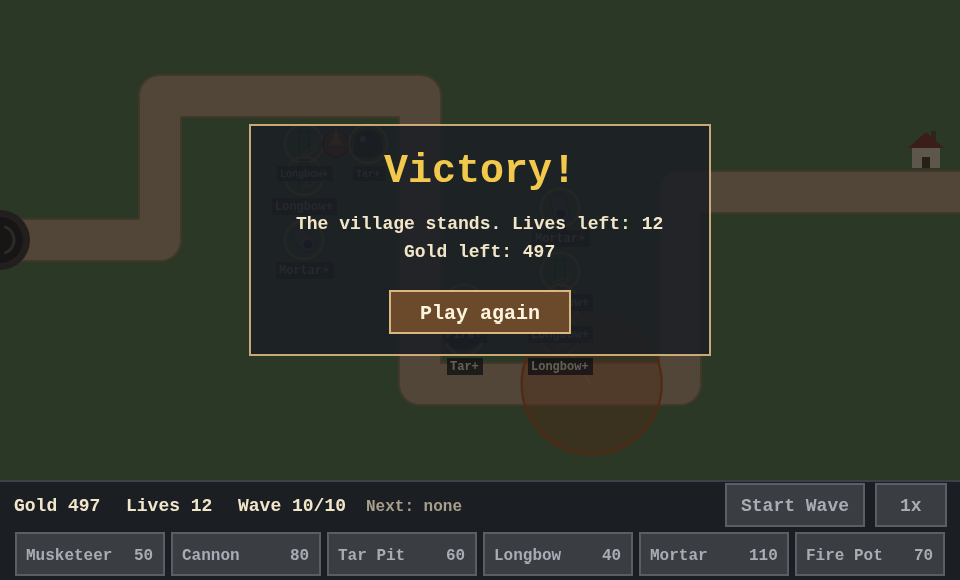 Longbow+ Tar+
Victory!
Longbow+
The village stands. Lives left: 12
Mortar+
Gold left: 497
Mortar+
Play again
Longbow+
Tar+ Longbow+
Gold 497 Lives 12 Wave 10/10 Next: none Start Wave 1x
Musketeer 50 Cannon 80 Tar Pit 60 Longbow 40 Mortar 110 Fire Pot 70